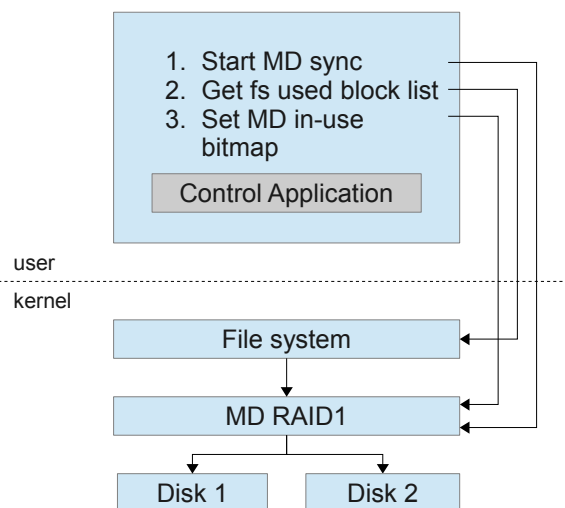 1. Start MD sync
2. Get fs used block list
3. Set MD in-use
bitmap
Control Application
user
kernel
File system
MD RAID1
Disk 1
Disk 2